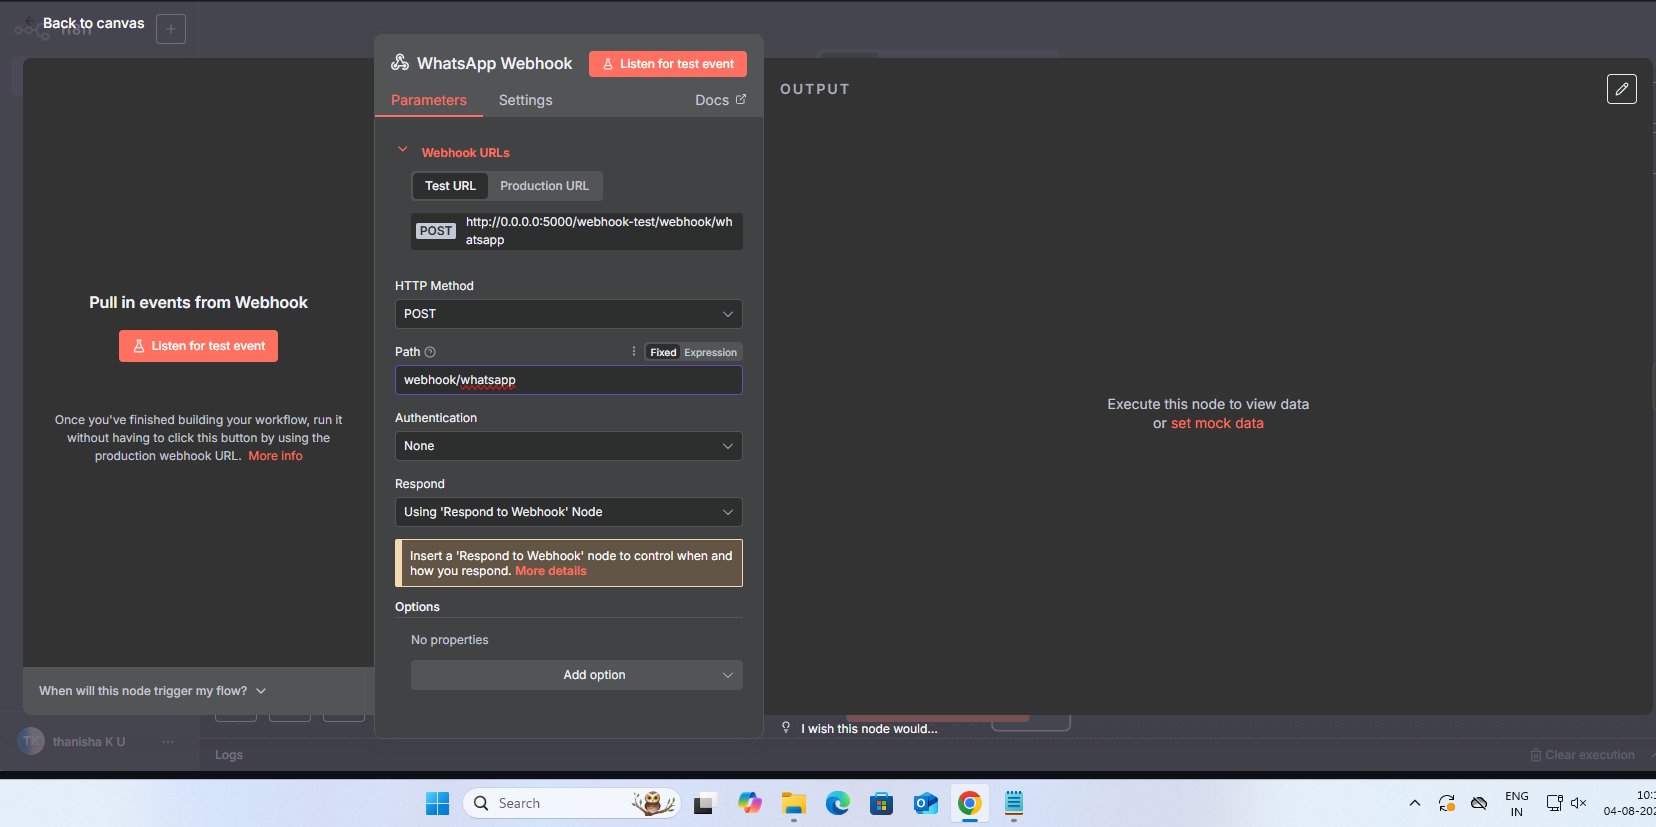 Back to canvas
n8n
WhatsApp Webhook
Listen for test event
Parameters
Settings
Docs
Webhook URLs
Test URL
Production URL
POST
http://0.0.0.0:5000/webhook-test/webhook/wh
atsapp
HTTP Method
POST
Path
Fixed
Expression
webhook/whatsapp
Authentication
None
Respond
Using 'Respond to Webhook' Node
Insert a 'Respond to Webhook' node to control when and
how you respond. More details
Options
No properties
Add option
Pull in events from Webhook
Listen for test event
Once you've finished building your workflow, run it
without having to click this button by using the
production webhook URL. More info
When will this node trigger my flow?
OUTPUT
Execute this node to view data
or set mock data
I wish this node would...
TK
thanisha K U
Logs
Clear execution
Search
ENG
IN
04-08-202